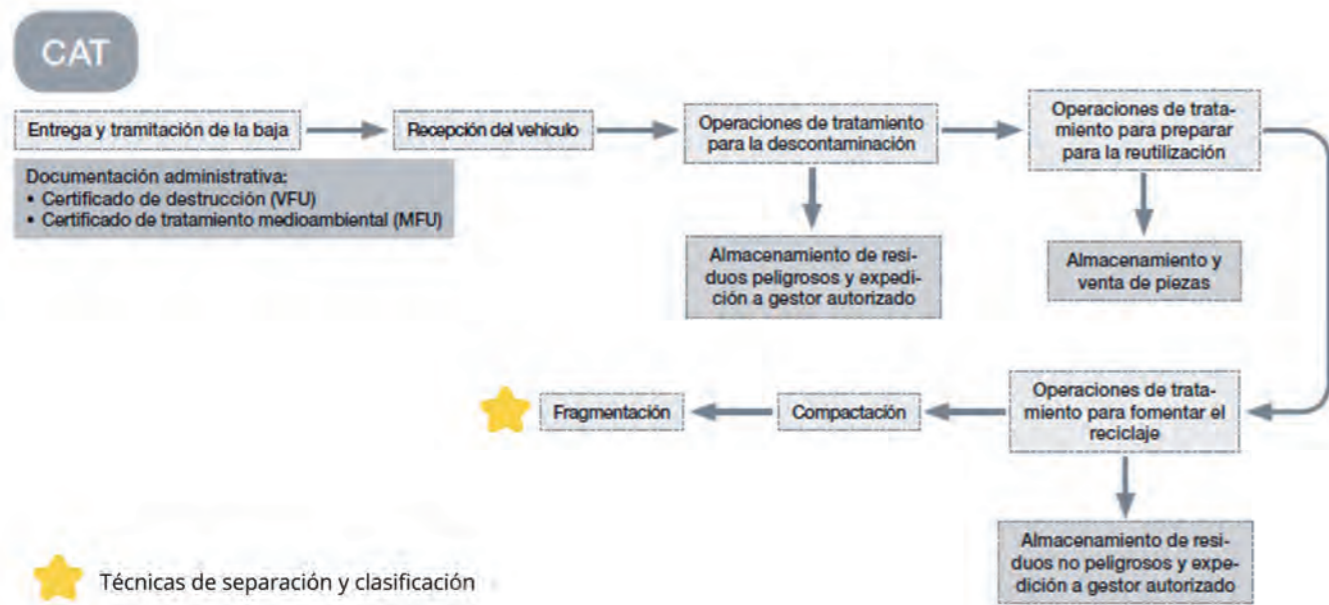 CAT
Entrega y tramitación de la baja
Documentación administrativa:
• Certificado de destrucción (VFU)
• Certificado de tratamiento medioambiental (MFU)
Recepción del vehículo
Operaciones de tratamiento
para la descontaminación
Almacenamiento de resi-
duos peligrosos y expedi-
ción a gestor autorizado
Operaciones de trata-
miento para preparar
para la reutilización
Almacenamiento y
venta de piezas
Operaciones de trata-
miento para fomentar el
reciclaje
Almacenamiento de resi-
duos no peligrosos y expe-
dición a gestor autorizado
Compactación
Fragmentación
Técnicas de separación y clasificación